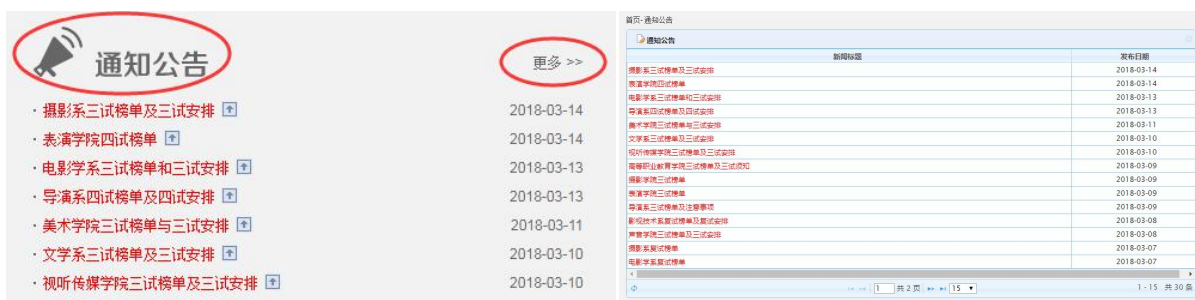 通知公告
更多 >>
· 摄影系三试榜单及三试安排 2018-03-14
· 表演学院四试榜单 2018-03-14
· 电影学系三试榜单和三试安排 2018-03-13
· 导演系四试榜单及四试安排 2018-03-13
· 美术学院三试榜单与三试安排 2018-03-11
· 文学系三试榜单及三试安排 2018-03-10
· 视听传媒学院三试榜单及三试安排 2018-03-10
首页-通知公告
通知公告
新闻标题 发布日期
摄影系三试榜单及三试安排 2018-03-14
表演学院四试榜单 2018-03-14
电影学系三试榜单和三试安排 2018-03-13
导演系四试榜单及四试安排 2018-03-13
美术学院三试榜单与三试安排 2018-03-11
文学系三试榜单及三试安排 2018-03-10
视听传媒学院三试榜单及三试安排 2018-03-10
高等职业教育学院三试榜单及三试须知 2018-03-09
摄影学院三试榜单 2018-03-09
表演学院三试榜单 2018-03-09
导演系三试榜单及注意事项 2018-03-09
影视技术系复试榜单及复试安排 2018-03-08
声音学院三试榜单及三试安排 2018-03-08
摄影系复试榜单 2018-03-07
电影学系复试榜单 2018-03-07
1 共 2 页 15 1 - 15 共 30 条